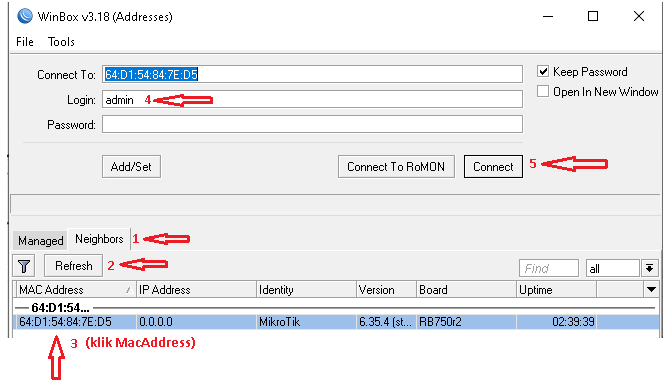 WinBox v3.18 (Addresses)
File Tools
Connect To: 64:D1:54:84:7E:D5
Keep Password
Login: admin 4
Open In New Window
Password:
Add/Set Connect To RoMON Connect 5
Managed Neighbors 1
Refresh 2 Find all
MAC Address IP Address Identity Version Board Uptime
64:D1:54...
64:D1:54:84:7E:D5 0.0.0.0 MikroTik 6.35.4 (st... RB750r2 02:39:39
3 (klik MacAddress)